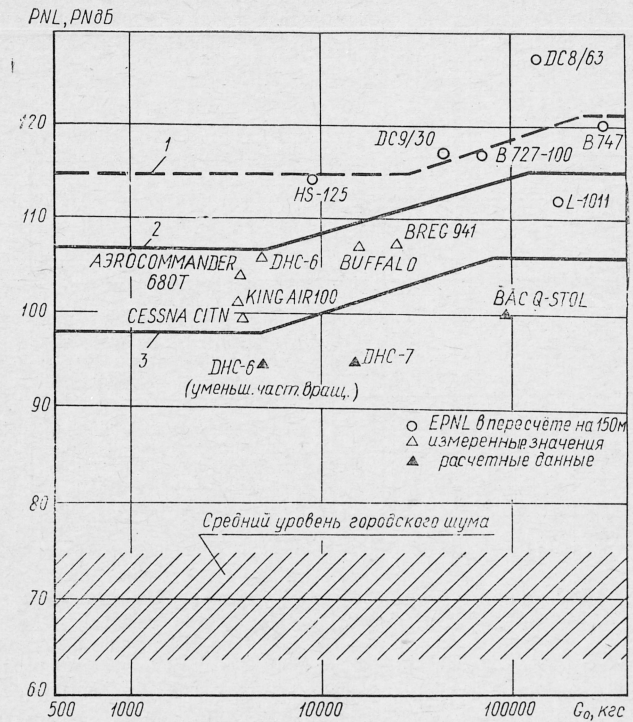 PNL, PNдБ
DC8/63
120
1
DC9/30
B747
B 727-100
HS-125
110
2
L-1011
BREG 941
АЭROCOMMANDER
680T
DHC-6
BUFFALO
KING AIR100
100
CESSNA CITN
BAC Q-STOL
3
DHC-6
DHC-7
(уменьш. част. вращ.)
90
EPNL в пересчёте на 150м
измеренные значения
расчетные данные
80
Средний уровень городского шума
70
60
500 1000 10000 100000 G₀, кгс